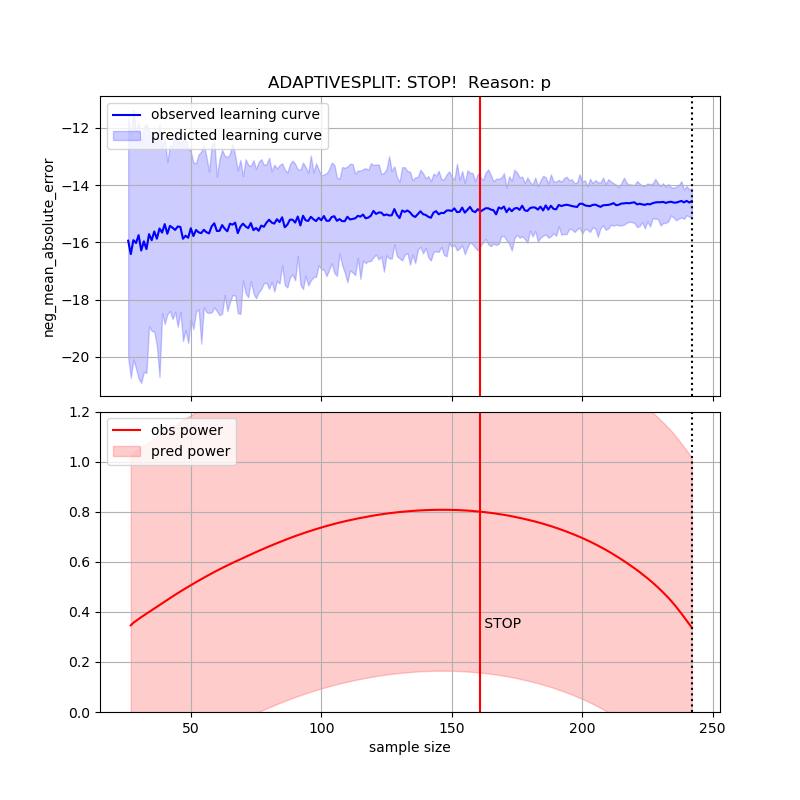 ADAPTIVESPLIT: STOP!  Reason: p
observed learning curve
predicted learning curve
neg_mean_absolute_error
−12
−14
−16
−18
−20
obs power
pred power
1.2
1.0
0.8
0.6
0.4
0.2
0.0
STOP
50
100
150
200
250
sample size